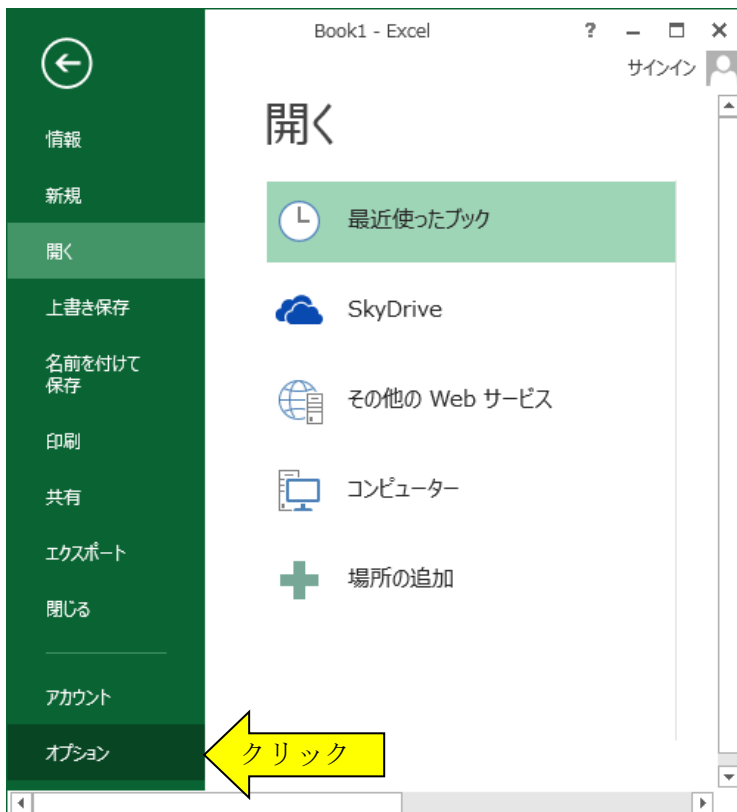 Book1 - Excel
?
サインイン
情報
新規
開く
上書き保存
名前を付けて
保存
印刷
共有
エクスポート
閉じる
アカウント
オプション
開く
最近使ったブック
SkyDrive
その他の Web サービス
コンピューター
場所の追加
クリック